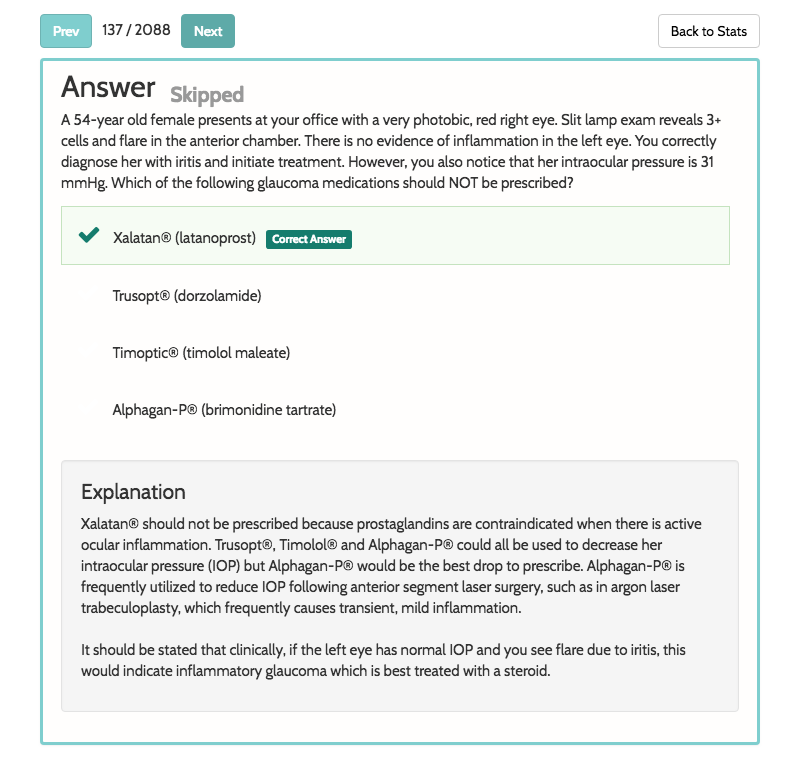 Prev 137 / 2088 Next Back to Stats
Answer Skipped
A 54-year old female presents at your office with a very photobic, red right eye. Slit lamp exam reveals 3+
cells and flare in the anterior chamber. There is no evidence of inflammation in the left eye. You correctly
diagnose her with iritis and initiate treatment. However, you also notice that her intraocular pressure is 31
mmHg. Which of the following glaucoma medications should NOT be prescribed?
Xalatan® (latanoprost) Correct Answer
Trusopt® (dorzolamide)
Timoptic® (timolol maleate)
Alphagan-P® (brimonidine tartrate)
Explanation
Xalatan® should not be prescribed because prostaglandins are contraindicated when there is active
ocular inflammation. Trusopt®, Timolol® and Alphagan-P® could all be used to decrease her
intraocular pressure (IOP) but Alphagan-P® would be the best drop to prescribe. Alphagan-P® is
frequently utilized to reduce IOP following anterior segment laser surgery, such as in argon laser
trabeculoplasty, which frequently causes transient, mild inflammation.
It should be stated that clinically, if the left eye has normal IOP and you see flare due to iritis, this
would indicate inflammatory glaucoma which is best treated with a steroid.